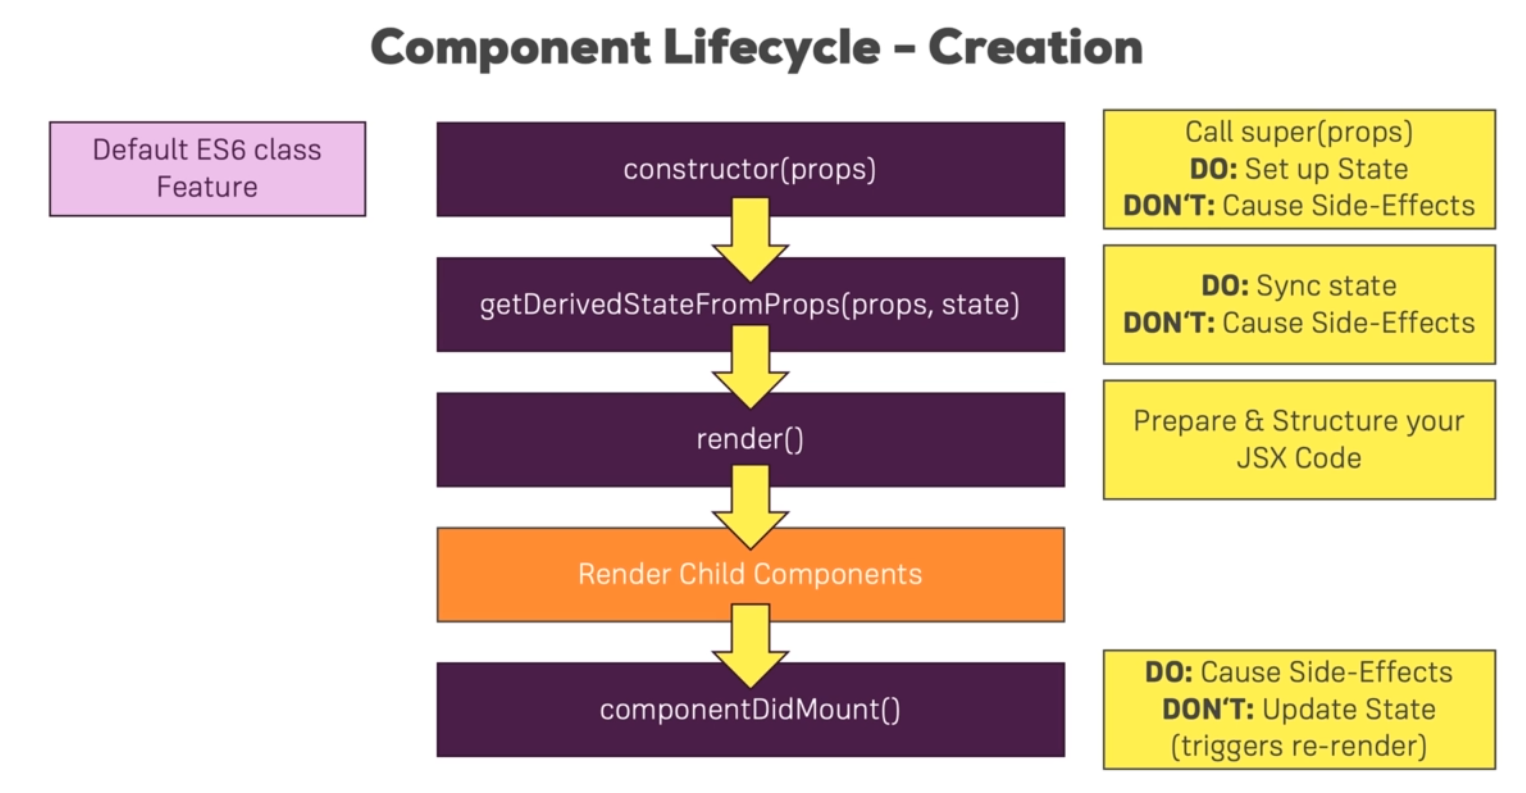 Component Lifecycle - Creation
Default ES6 class
Feature
constructor(props)
Call super(props)
DO: Set up State
DON‘T: Cause Side-Effects
getDerivedStateFromProps(props, state)
DO: Sync state
DON‘T: Cause Side-Effects
render()
Prepare & Structure your
JSX Code
Render Child Components
componentDidMount()
DO: Cause Side-Effects
DON‘T: Update State
(triggers re-render)